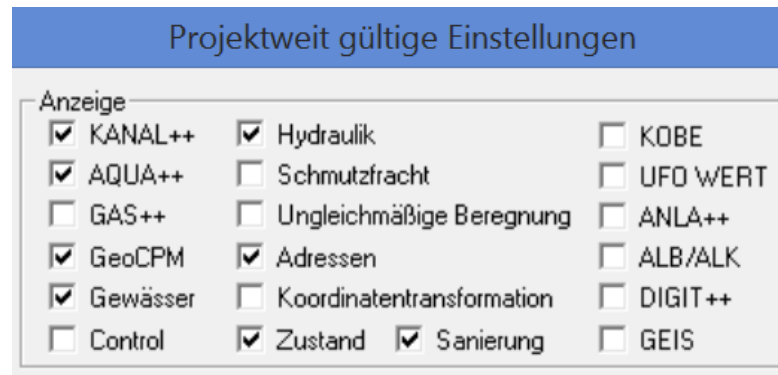 Projektweit gültige Einstellungen
Anzeige
KANAL++ Hydraulik KOBE
AQUA++ Schmutzfracht UFO WERT
GAS++ Ungleichmäßige Beregnung ANLA++
GeoCPM Adressen ALB/ALK
Gewässer Koordinatentransformation DIGIT++
Control Zustand Sanierung GEIS